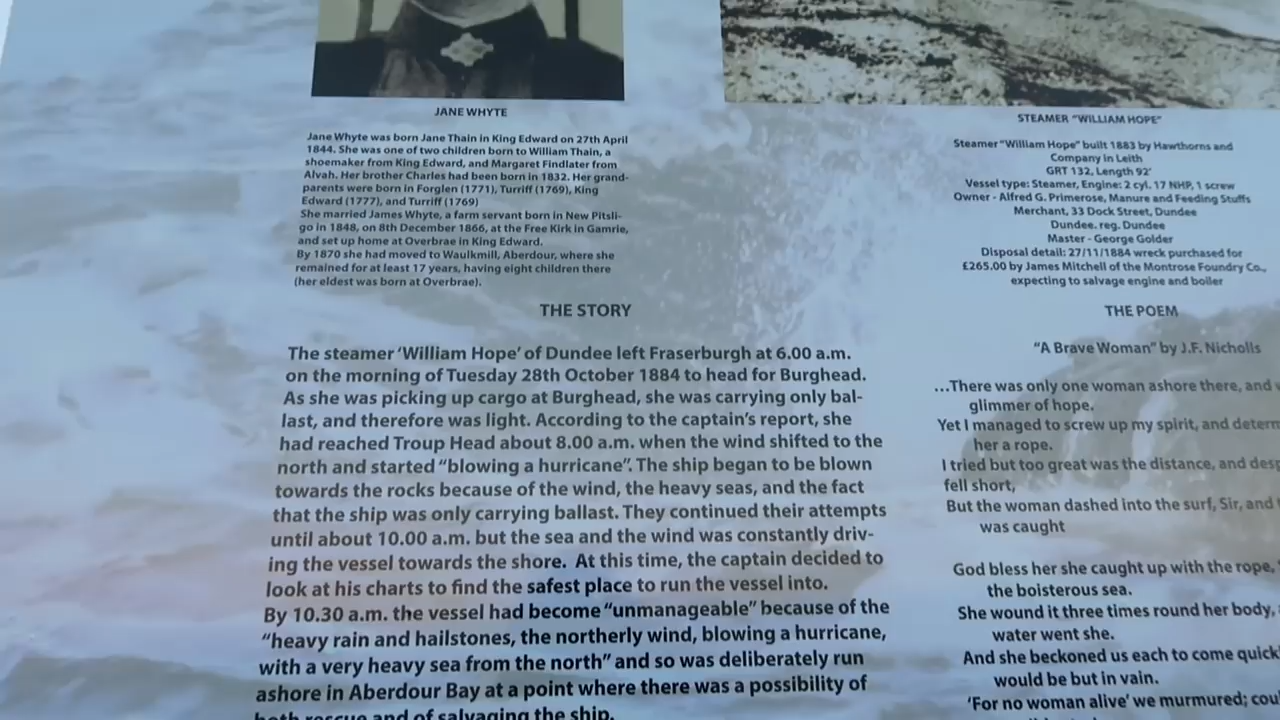 JANE WHYTE
Jane Whyte was born Jane Thain in King Edward on 27th April
1844. She was one of two children born to William Thain, a
shoemaker from King Edward, and Margaret Findlater from
Alvah. Her brother Charles had been born in 1832. Her grand-
parents were born in Forglen (1771), Turriff (1769), King
Edward (1777), and Turriff (1769)
She married James Whyte, a farm servant born in New Pitsli-
go in 1848, on 8th December 1866, at the Free Kirk in Gamrie,
and set up home at Overbrae in King Edward.
By 1870 she had moved to Waulkmill, Aberdour, where she
remained for at least 17 years, having eight children there
(her eldest was born at Overbrae).
THE STORY
The steamer ‘William Hope’ of Dundee left Fraserburgh at 6.00 a.m.
on the morning of Tuesday 28th October 1884 to head for Burghead.
As she was picking up cargo at Burghead, she was carrying only bal-
last, and therefore was light. According to the captain’s report, she
had reached Troup Head about 8.00 a.m. when the wind shifted to the
north and started “blowing a hurricane”. The ship began to be blown
towards the rocks because of the wind, the heavy seas, and the fact
that the ship was only carrying ballast. They continued their attempts
until about 10.00 a.m. but the sea and the wind was constantly driv-
ing the vessel towards the shore. At this time, the captain decided to
look at his charts to find the safest place to run the vessel into.
By 10.30 a.m. the vessel had become “unmanageable” because of the
“heavy rain and hailstones, the northerly wind, blowing a hurricane,
with a very heavy sea from the north” and so was deliberately run
ashore in Aberdour Bay at a point where there was a possibility of
both rescue and of salvaging the ship.
STEAMER “WILLIAM HOPE”
Steamer “William Hope” built 1883 by Hawthorns and
Company in Leith
GRT 132, Length 92'
Vessel type: Steamer, Engine: 2 cyl. 17 NHP, 1 screw
Owner - Alfred G. Primerose, Manure and Feeding Stuffs
Merchant, 33 Dock Street, Dundee
Dundee. reg. Dundee
Master - George Golder
Disposal detail: 27/11/1884 wreck purchased for
£265.00 by James Mitchell of the Montrose Foundry Co.,
expecting to salvage engine and boiler
THE POEM
“A Brave Woman” by J.F. Nicholls
...There was only one woman ashore there, and
glimmer of hope.
Yet I managed to screw up my spirit, and determ
her a rope.
I tried but too great was the distance, and desp
fell short,
But the woman dashed into the surf, Sir, and
was caught
God bless her she caught up with the rope,
the boisterous sea.
She wound it three times round her body,
water went she.
And she beckoned us each to come quick
would be but in vain.
‘For no woman alive’ we murmured; cou